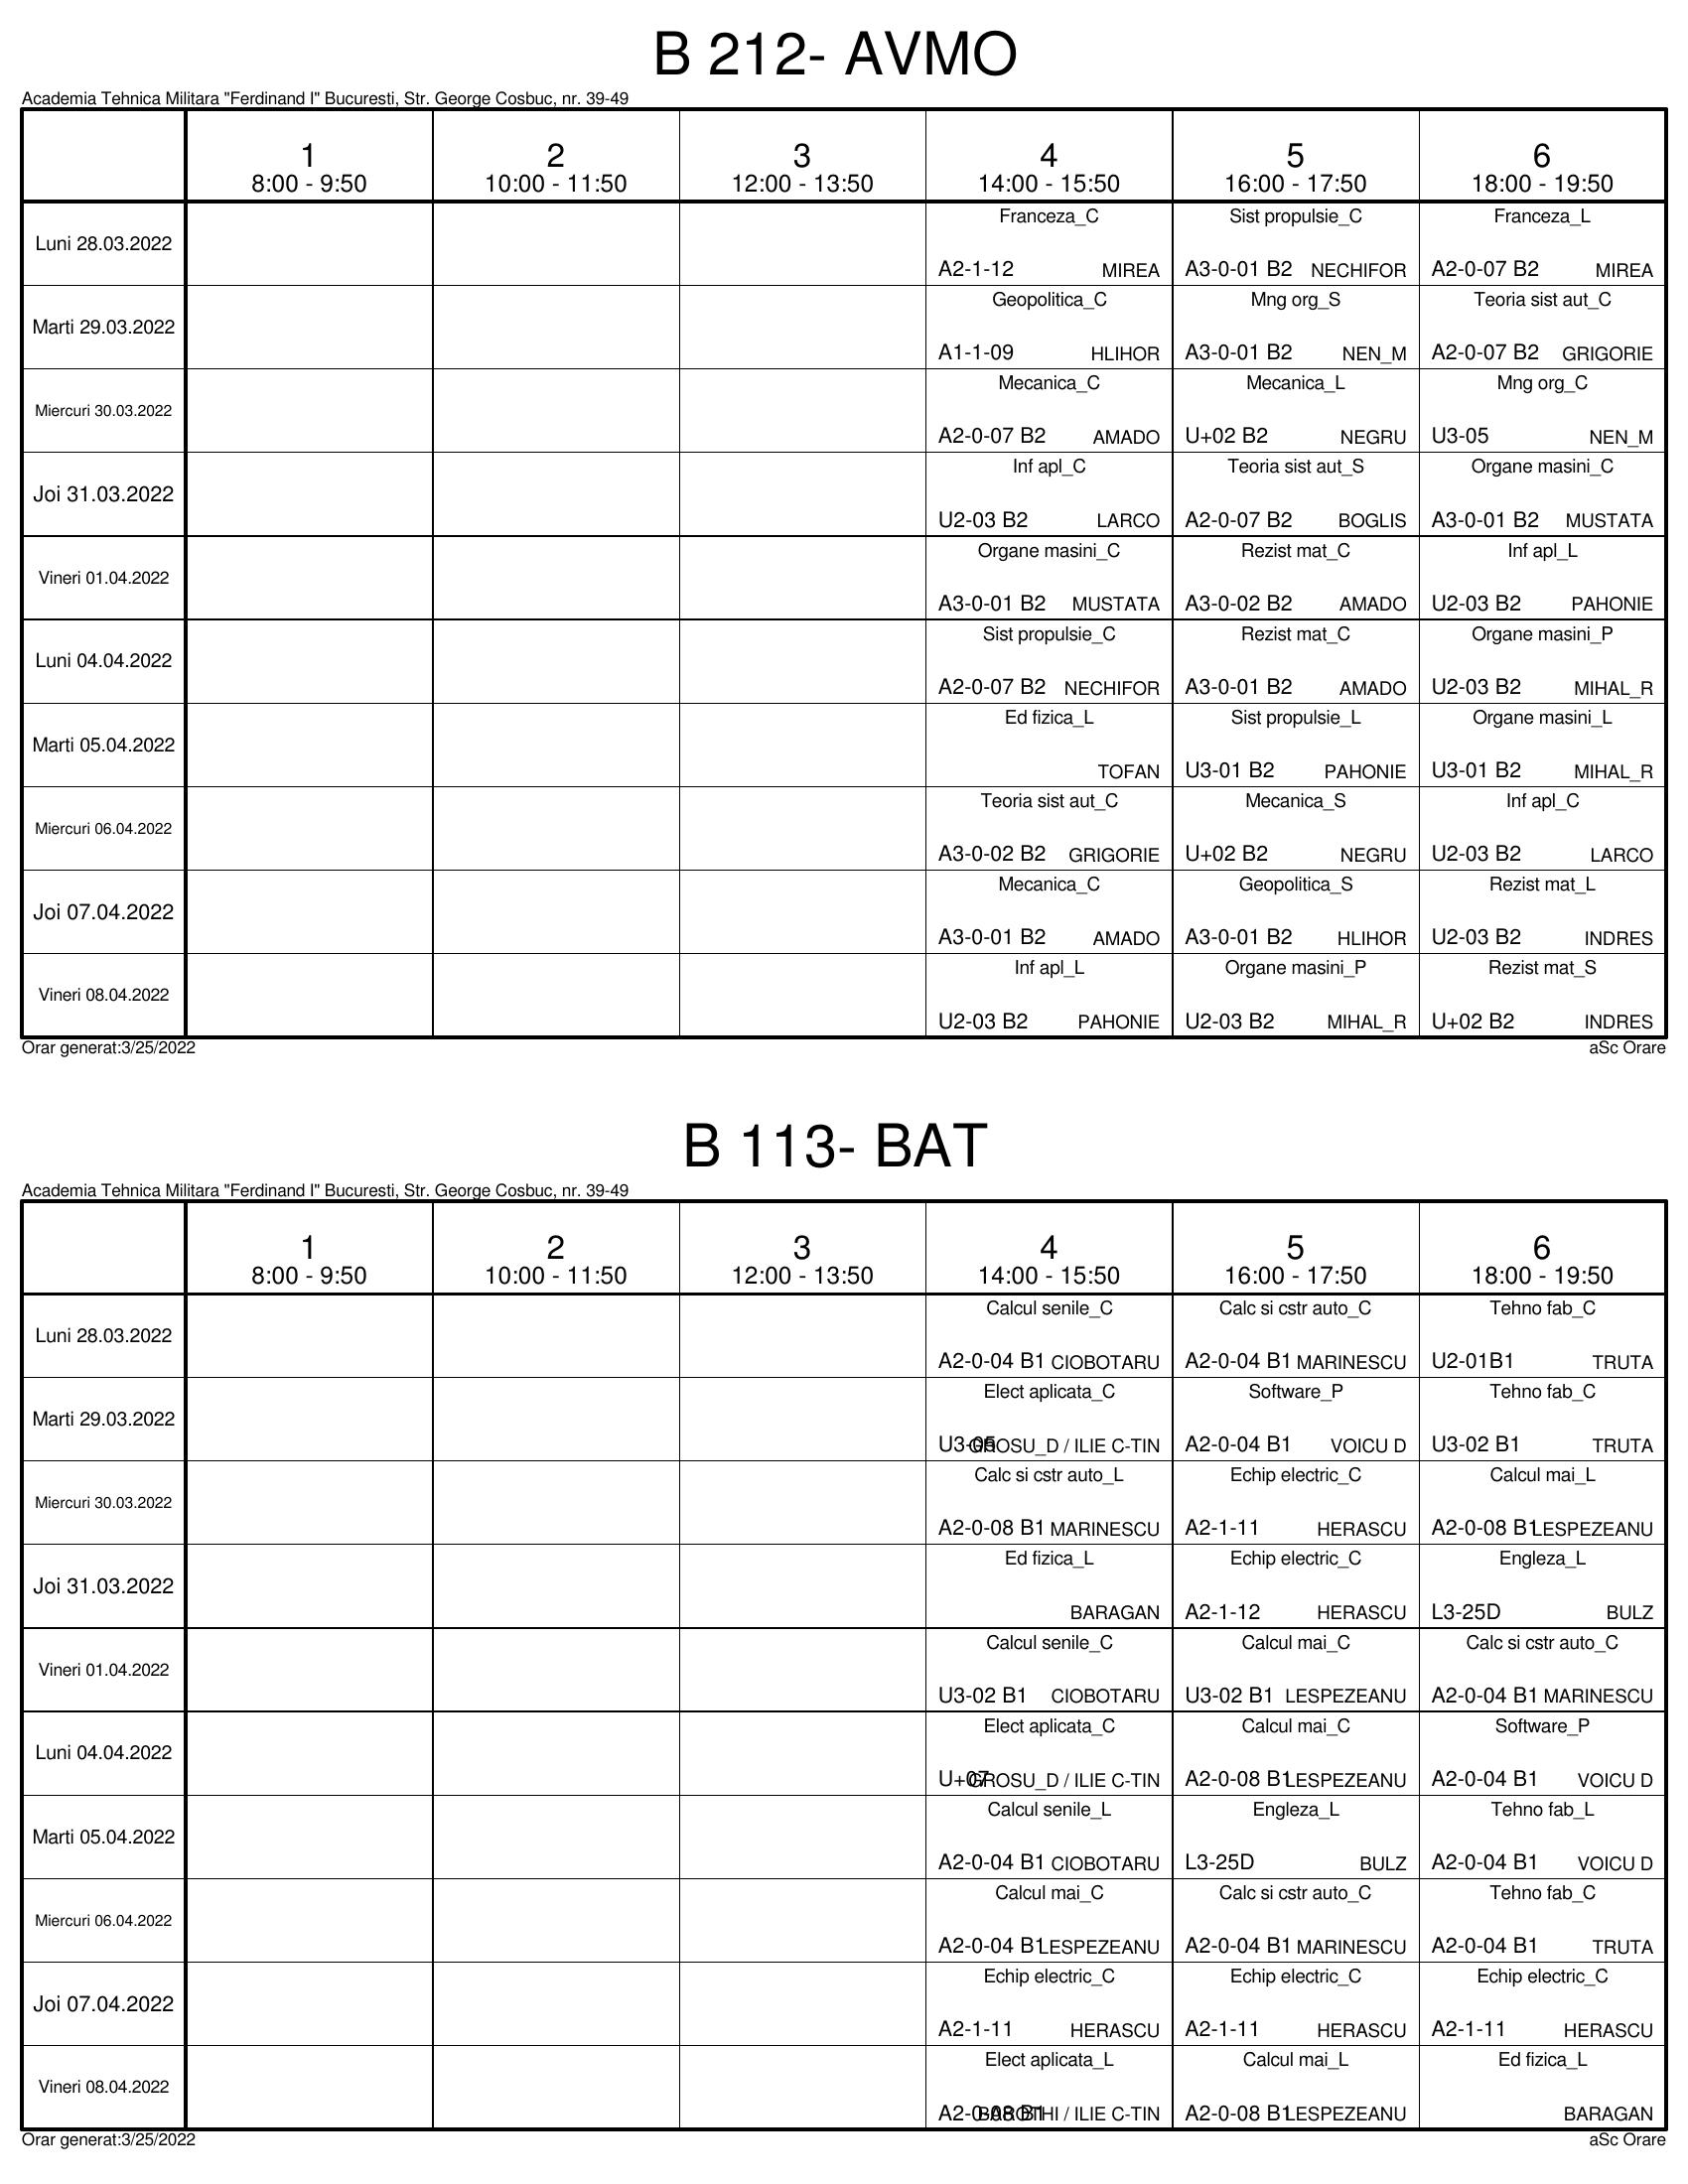 B 212- AVMO
Academia Tehnica Militara "Ferdinand I" Bucuresti, Str. George Cosbuc, nr. 39-49
1 2 3 4 5 6
8:00 - 9:50 10:00 - 11:50 12:00 - 13:50 14:00 - 15:50 16:00 - 17:50 18:00 - 19:50
Luni 28.03.2022
Franceza_C Sist propulsie_C Franceza_L
A2-1-12 MIREA A3-0-01 B2 NECHIFOR A2-0-07 B2 MIREA
Marti 29.03.2022
Geopolitica_C Mng org_S Teoria sist aut_C
A1-1-09 HLIHOR A3-0-01 B2 NEN_M A2-0-07 B2 GRIGORIE
Miercuri 30.03.2022
Mecanica_C Mecanica_L Mng org_C
A2-0-07 B2 AMADO U+02 B2 NEGRU U3-05 NEN_M
Joi 31.03.2022
Inf apl_C Teoria sist aut_S Organe masini_C
U2-03 B2 LARCO A2-0-07 B2 BOGLIS A3-0-01 B2 MUSTATA
Vineri 01.04.2022
Organe masini_C Rezist mat_C Inf apl_L
A3-0-01 B2 MUSTATA A3-0-02 B2 AMADO U2-03 B2 PAHONIE
Luni 04.04.2022
Sist propulsie_C Rezist mat_C Organe masini_P
A2-0-07 B2 NECHIFOR A3-0-01 B2 AMADO U2-03 B2 MIHAL_R
Marti 05.04.2022
Ed fizica_L Sist propulsie_L Organe masini_L
TOFAN U3-01 B2 PAHONIE U3-01 B2 MIHAL_R
Miercuri 06.04.2022
Teoria sist aut_C Mecanica_S Inf apl_C
A3-0-02 B2 GRIGORIE U+02 B2 NEGRU U2-03 B2 LARCO
Joi 07.04.2022
Mecanica_C Geopolitica_S Rezist mat_L
A3-0-01 B2 AMADO A3-0-01 B2 HLIHOR U2-03 B2 INDRES
Vineri 08.04.2022
Inf apl_L Organe masini_P Rezist mat_S
U2-03 B2 PAHONIE U2-03 B2 MIHAL_R U+02 B2 INDRES
Orar generat:3/25/2022 aSc Orare
B 113- BAT
Academia Tehnica Militara "Ferdinand I" Bucuresti, Str. George Cosbuc, nr. 39-49
1 2 3 4 5 6
8:00 - 9:50 10:00 - 11:50 12:00 - 13:50 14:00 - 15:50 16:00 - 17:50 18:00 - 19:50
Luni 28.03.2022
Calcul senile_C Calc si cstr auto_C Tehno fab_C
A2-0-04 B1 CIOBOTARU A2-0-04 B1 MARINESCU U2-01B1 TRUTA
Marti 29.03.2022
Elect aplicata_C Software_P Tehno fab_C
U3-05 GROSU_D / ILIE C-TIN A2-0-04 B1 VOICU D U3-02 B1 TRUTA
Miercuri 30.03.2022
Calc si cstr auto_L Echip electric_C Calcul mai_L
A2-0-08 B1 MARINESCU A2-1-11 HERASCU A2-0-08 B1 LESPEZEANU
Joi 31.03.2022
Ed fizica_L Echip electric_C Engleza_L
BARAGAN A2-1-12 HERASCU L3-25D BULZ
Vineri 01.04.2022
Calcul senile_C Calcul mai_C Calc si cstr auto_C
U3-02 B1 CIOBOTARU U3-02 B1 LESPEZEANU A2-0-04 B1 MARINESCU
Luni 04.04.2022
Elect aplicata_C Calcul mai_C Software_P
U+07 GROSU_D / ILIE C-TIN A2-0-08 B1 LESPEZEANU A2-0-04 B1 VOICU D
Marti 05.04.2022
Calcul senile_L Engleza_L Tehno fab_L
A2-0-04 B1 CIOBOTARU L3-25D BULZ A2-0-04 B1 VOICU D
Miercuri 06.04.2022
Calcul mai_C Calc si cstr auto_C Tehno fab_C
A2-0-04 B1 LESPEZEANU A2-0-04 B1 MARINESCU A2-0-04 B1 TRUTA
Joi 07.04.2022
Echip electric_C Echip electric_C Echip electric_C
A2-1-11 HERASCU A2-1-11 HERASCU A2-1-11 HERASCU
Vineri 08.04.2022
Elect aplicata_L Calcul mai_L Ed fizica_L
A2-0-08 B1 / ILIE C-TIN A2-0-08 B1 LESPEZEANU BARAGAN
Orar generat:3/25/2022 aSc Orare